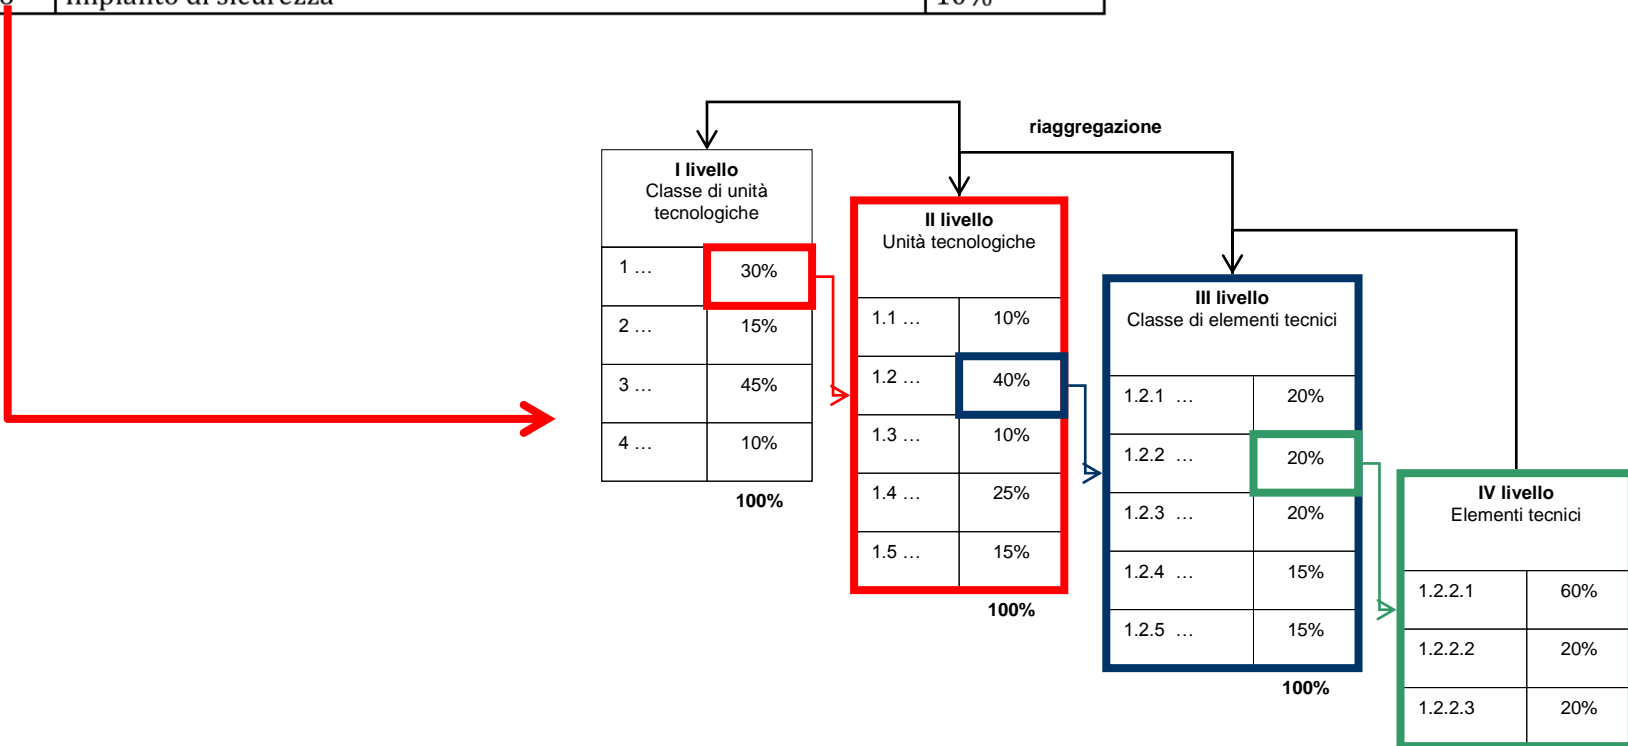 Impianto di sicurezza 10%
riaggregazione
I livello
Classe di unità
tecnologiche
1 … 30%
2 … 15%
3 … 45%
4 … 10%
100%
II livello
Unità tecnologiche
1.1 … 10%
1.2 … 40%
1.3 … 10%
1.4 … 25%
1.5 … 15%
100%
III livello
Classe di elementi tecnici
1.2.1 … 20%
1.2.2 … 20%
1.2.3 … 20%
1.2.4 … 15%
1.2.5 … 15%
100%
IV livello
Elementi tecnici
1.2.2.1 60%
1.2.2.2 20%
1.2.2.3 20%